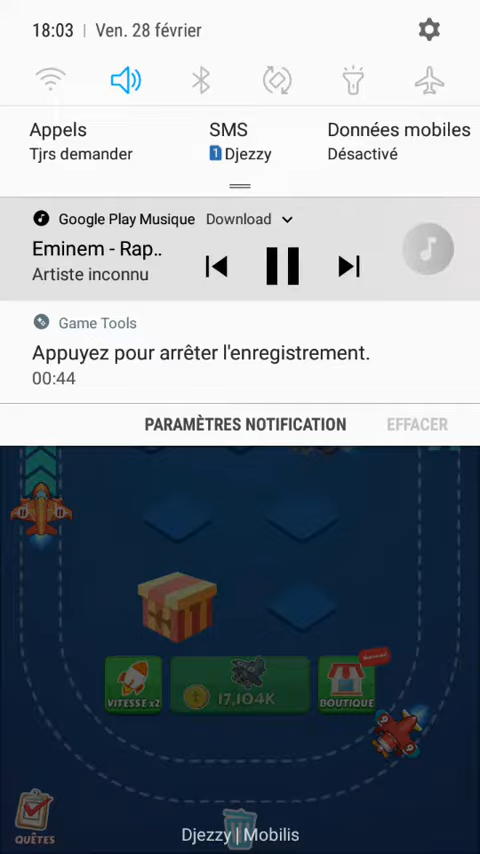 18:03 | Ven. 28 février
Appels SMS Données mobiles
Tjrs demander 1 Djezzy Désactivé
Google Play Musique Download
Eminem - Rap..
Artiste inconnu
Game Tools
Appuyez pour arrêter l'enregistrement.
00:44
PARAMÈTRES NOTIFICATION EFFACER
VITESSE x2 17,104K BOUTIQUE
QUÊTES
Djezzy | Mobilis